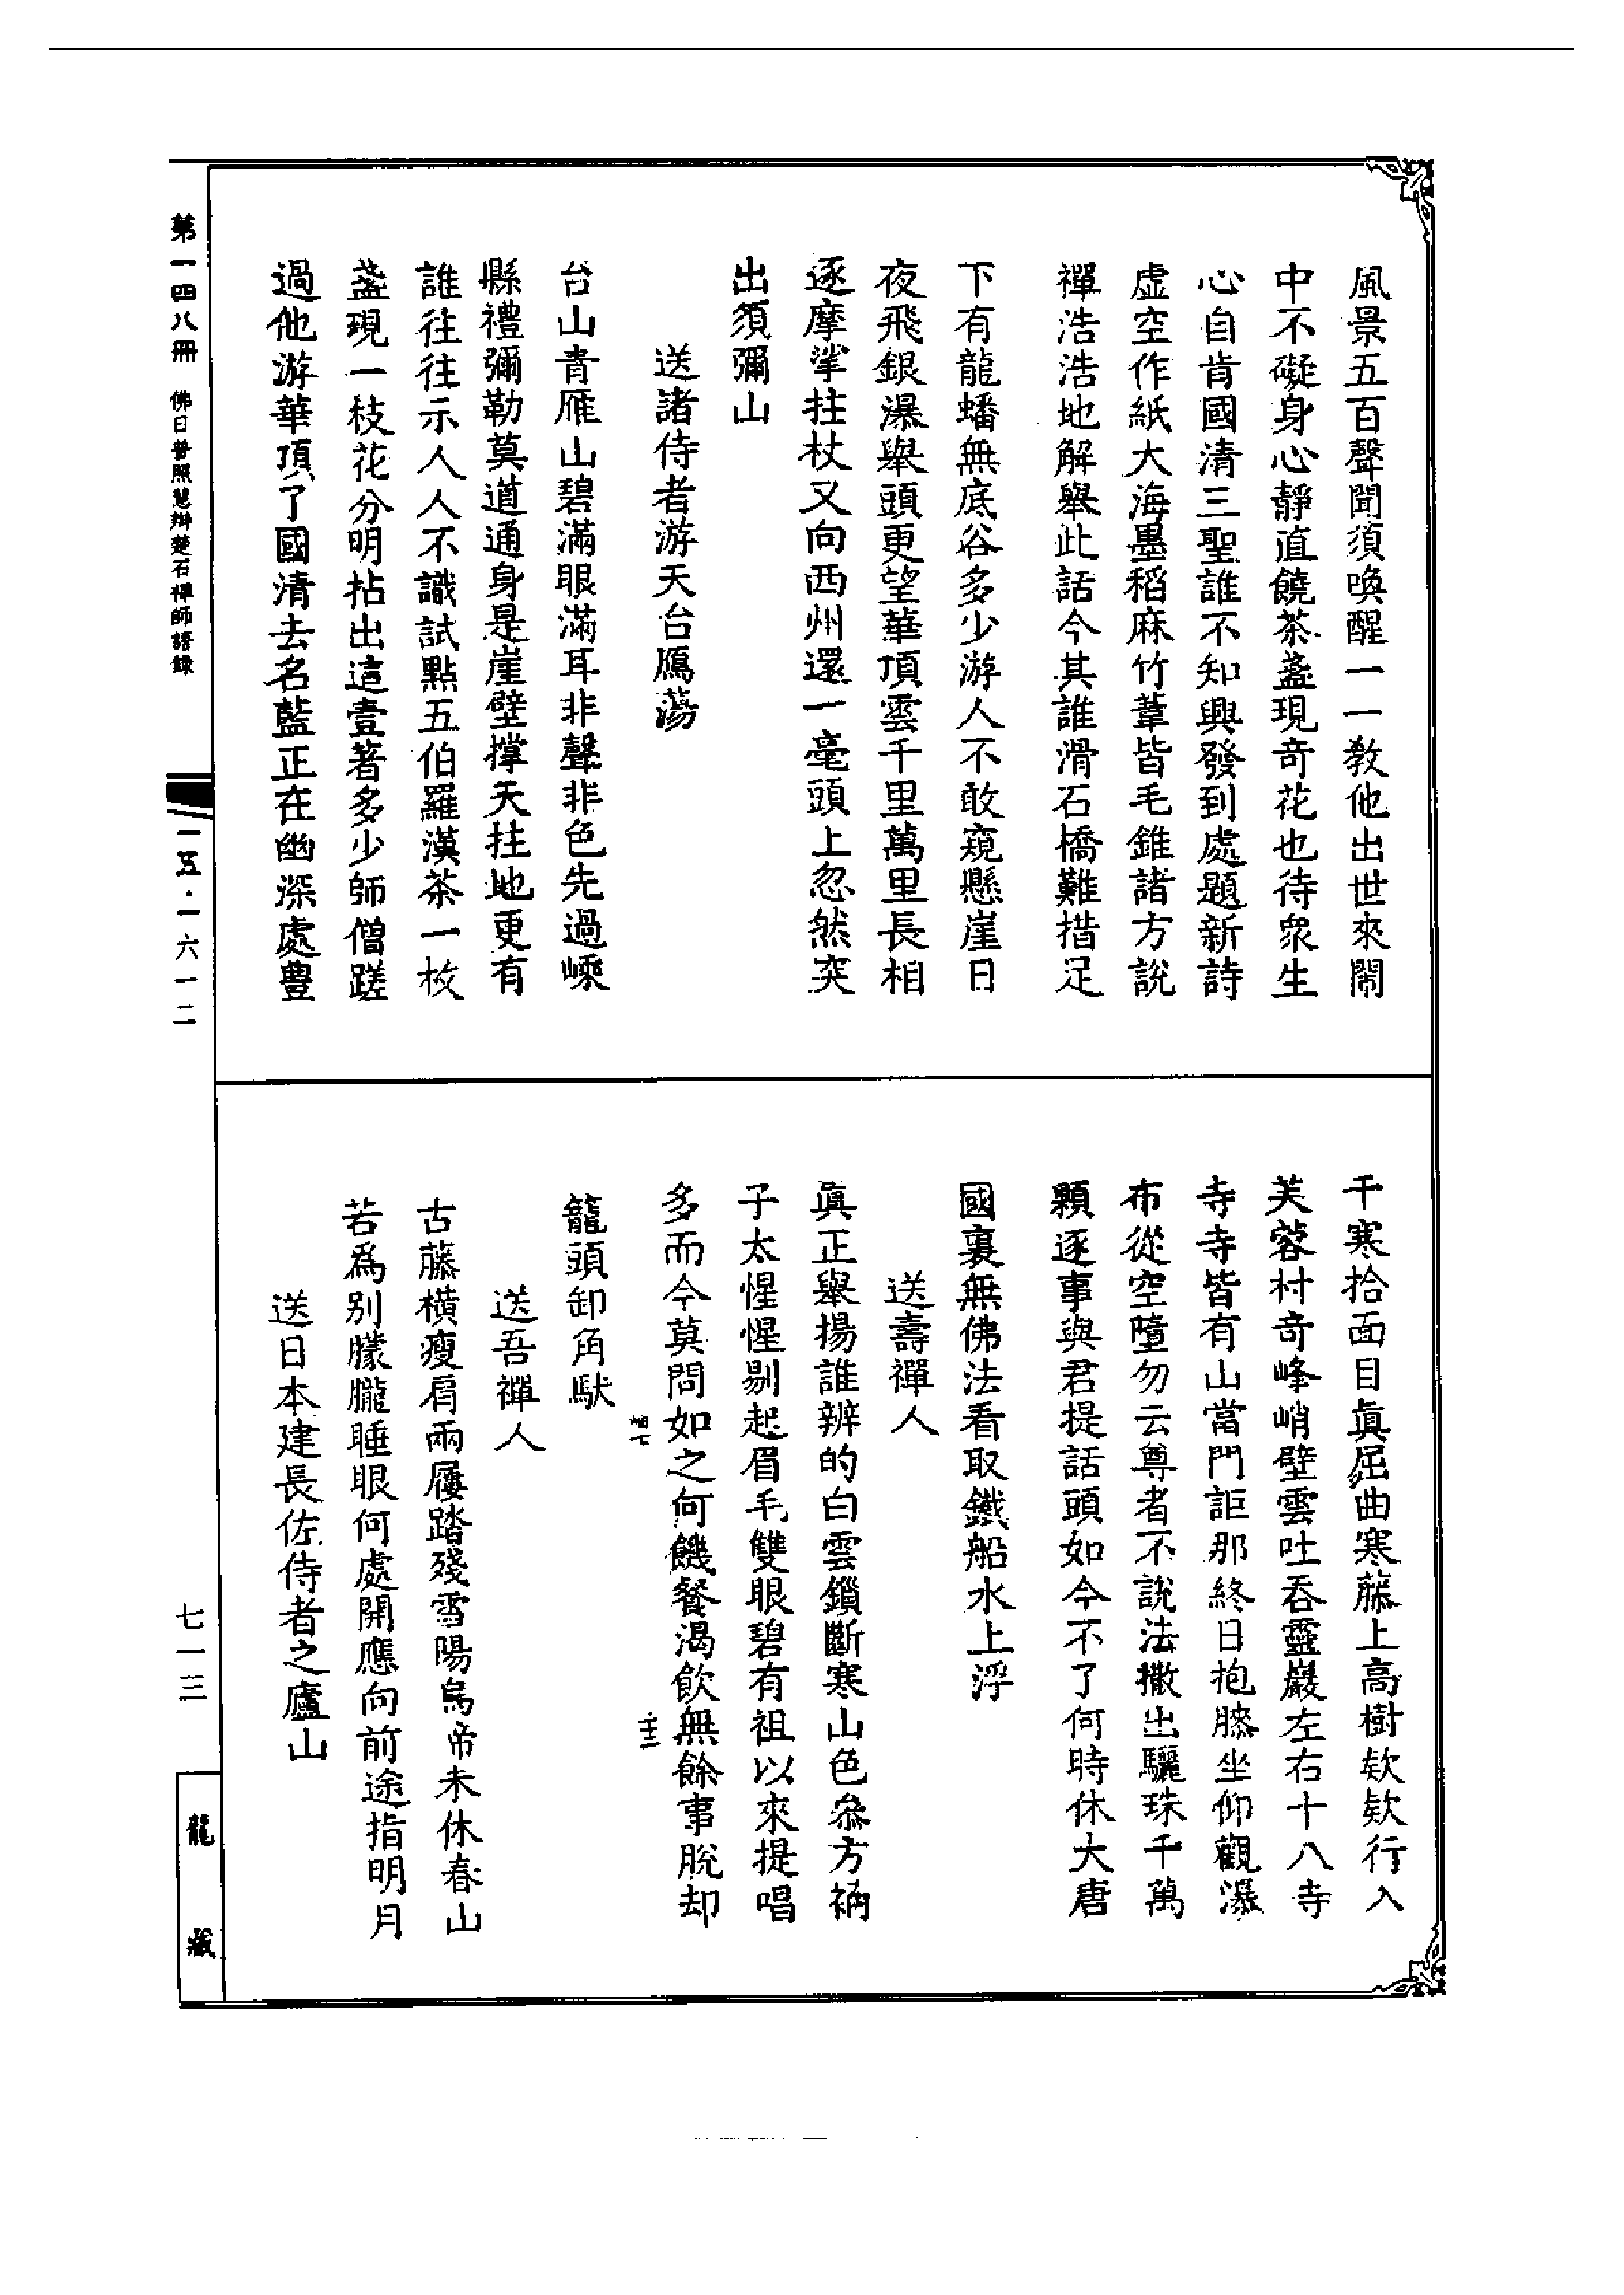 風景五百聲聞須喚醒一一教他出世來鬧
中不礙身心靜直饒茶盞現奇花也待衆生
心自肯國清三聖誰不知興發到處題新詩
虛空作紙大海墨稻麻竹葦皆毛錐諸方說
禪浩浩地解舉此話今其誰滑石橋難措足
下有龍蟠無底谷多少游人不敢窺懸崖日
夜飛銀瀑舉頭更望華頂雲千里萬里長相
逐摩挲拄杖又向西州還一毫頭上忽然突
出須彌山
送諸侍者游天台鴈蕩
台山青雁山碧滿眼滿耳非聲非色先過嵊
縣禮彌勒莫道通身是崖壁撑天拄地更有
誰往往示人人不識試點五伯羅漢茶一枚
盞現一枝花分明拈出這壹著多少師僧蹉
過他游華頂了國清去名藍正在幽深處豊
干寒拾面目眞屈曲寒藤上高樹欵欵行入
芙蓉村奇峰峭壁雲吐吞靈巖左右十八寺
寺寺皆有山當門詎那終日抱膝坐仰觀瀑
布從空墮勿云尊者不說法撒出驪珠千萬
顆逐事與君提話頭如今不了何時休大唐
國裏無佛法看取鐵船水上浮
送壽禪人
眞正舉揚誰辨的白雲鎖斷寒山色叅方衲
子太惺惺剔起眉毛雙眼碧有祖以來提唱
多而今莫問如之何饑餐渴飲無餘事脫却
籠頭卸角馱
送吾禪人
古藤橫瘦肩兩屨踏殘雪陽烏啼未休春山
若爲別朦朧睡眼何處開應向前途指明月
送日本建長佐侍者之廬山
第一四八冊
佛日普照慧辯楚石禪師語錄
一五·一六一二
七一三
龍藏